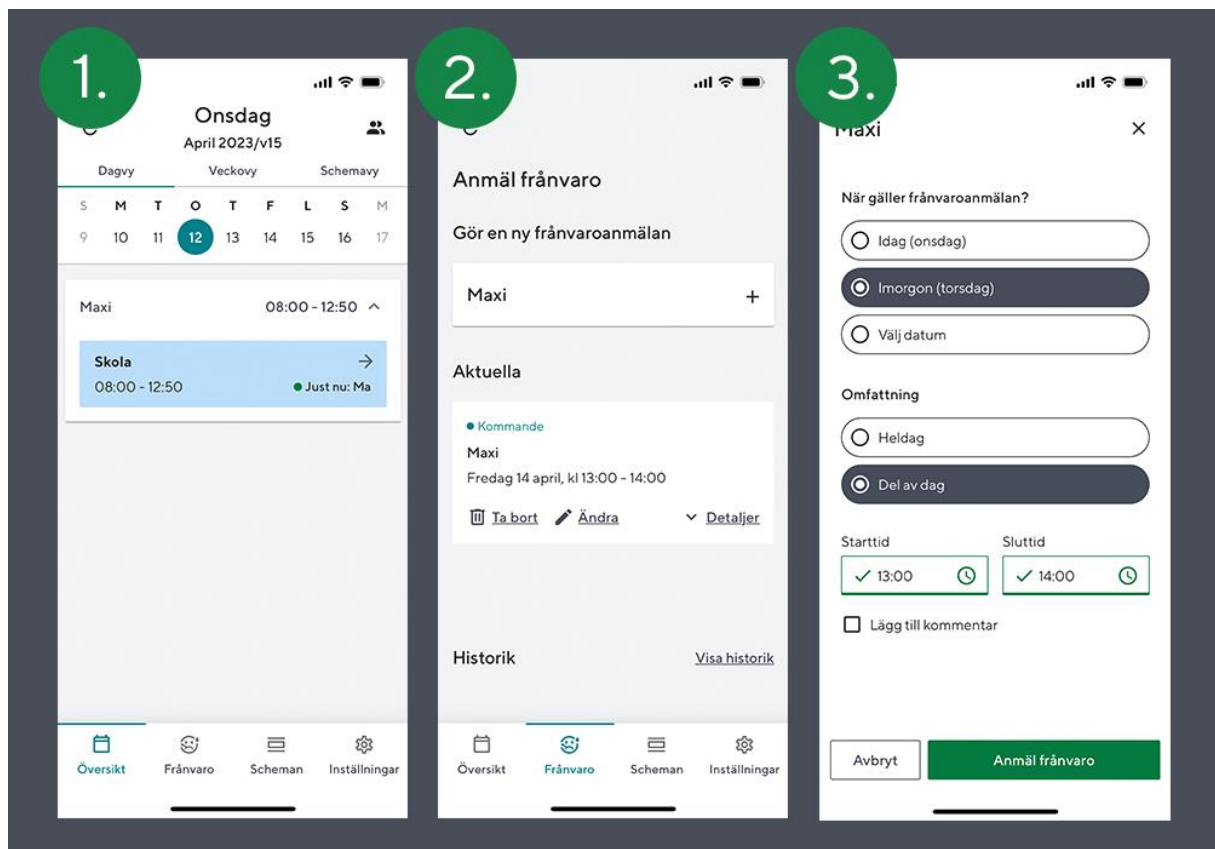 1.
Onsdag
April 2023/v15
Dagvy Veckovy Schemavy
S M T O T F L S M
9 10 11 12 13 14 15 16 17
Maxi 08:00 - 12:50
Skola
08:00 - 12:50 Just nu: Ma
Översikt Frånvaro Scheman Inställningar
2.
Anmäl frånvaro
Gör en ny frånvaroanmälan
Maxi +
Aktuella
Kommande
Maxi
Fredag 14 april, kl 13:00 - 14:00
Ta bort Ändra Detaljer
Historik Visa historik
Översikt Frånvaro Scheman Inställningar
3.
Maxi
När gäller frånvaroanmälan?
Idag (onsdag)
Imorgon (torsdag)
Välj datum
Omfattning
Heldag
Del av dag
Starttid Sluttid
13:00 14:00
Lägg till kommentar
Avbryt Anmäl frånvaro